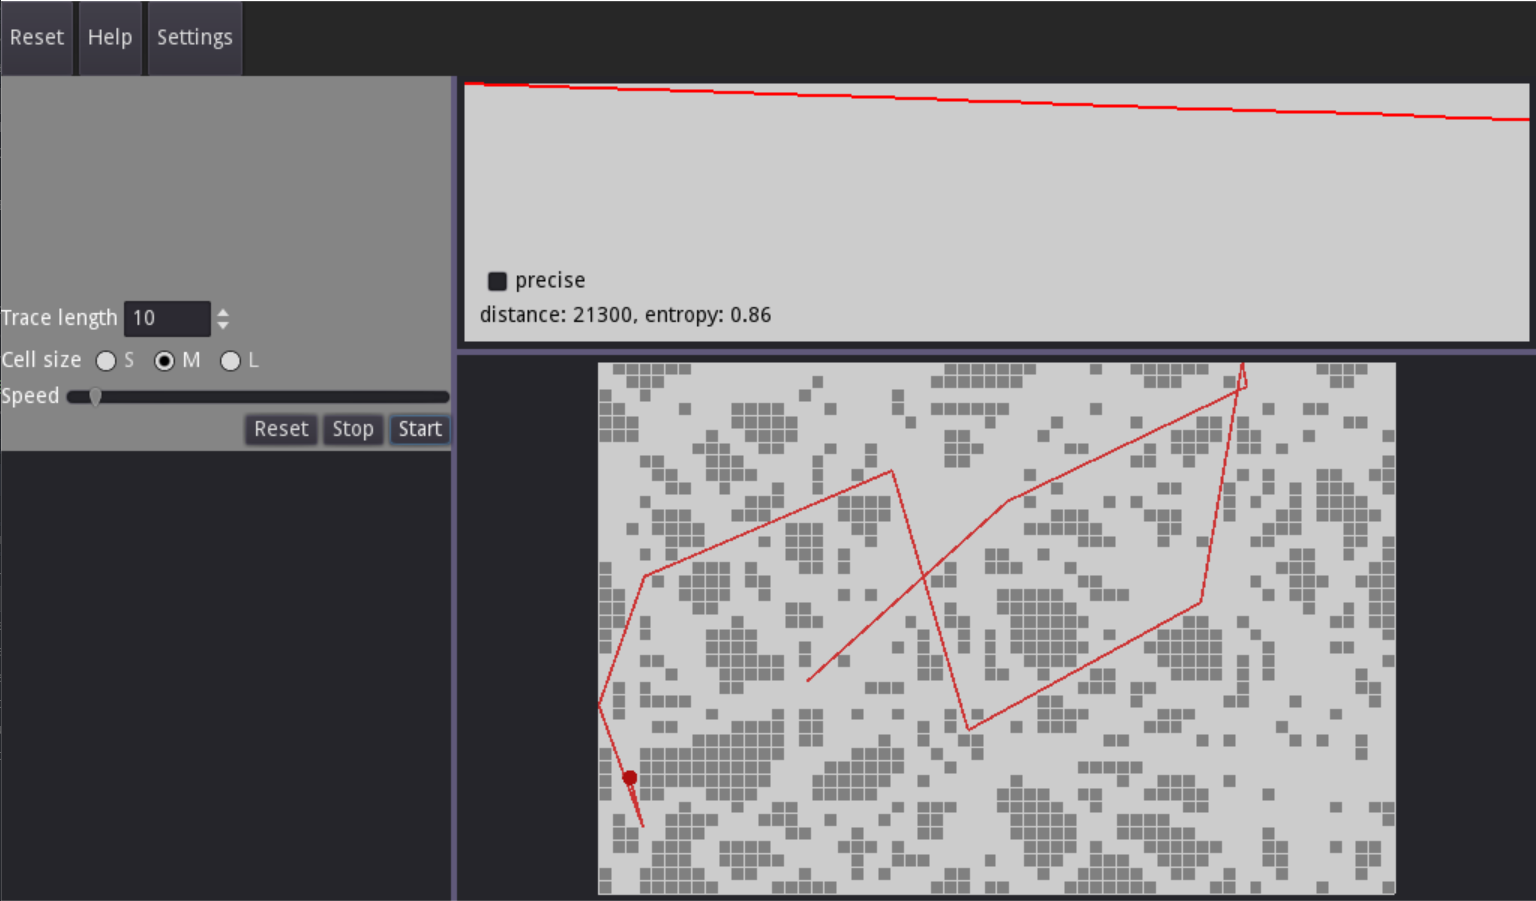 Reset Help Settings
precise
distance: 21300, entropy: 0.86
Trace length 10
Cell size S M L
Speed
Reset Stop Start